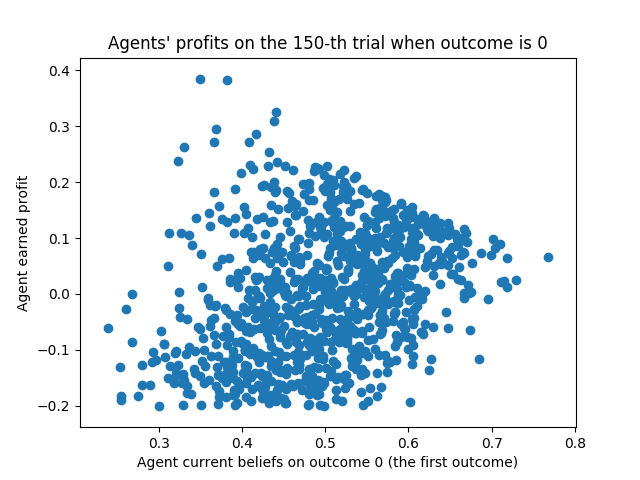 Agents' profits on the 150-th trial when outcome is 0
0.4
0.3
0.2
0.1
0.0
−0.1
−0.2
Agent earned profit
0.3 0.4 0.5 0.6 0.7 0.8
Agent current beliefs on outcome 0 (the first outcome)